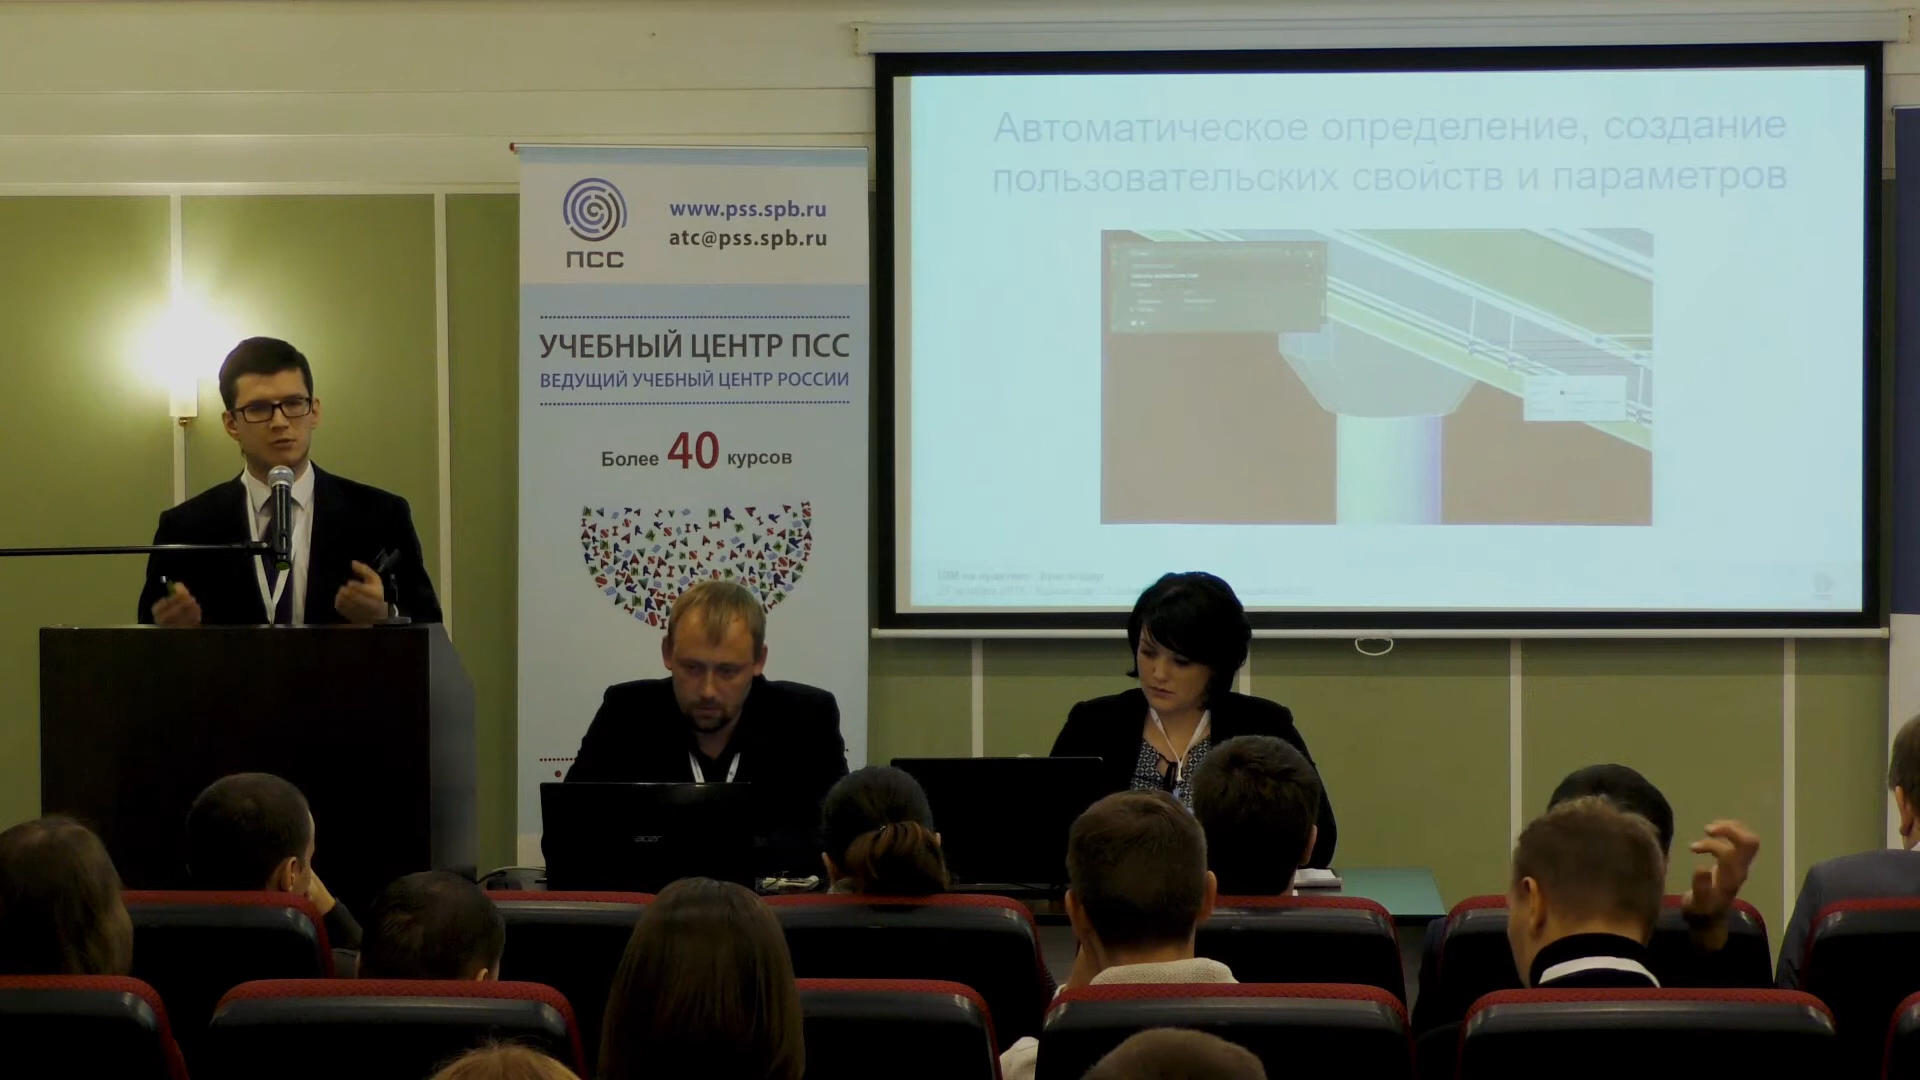 www.pss.spb.ru
atc@pss.spb.ru
ПСС
УЧЕБНЫЙ ЦЕНТР ПСС
ВЕДУЩИЙ УЧЕБНЫЙ ЦЕНТР РОССИИ
Более 40 курсов
Автоматическое определение, создание
пользовательских свойств и параметров
acer